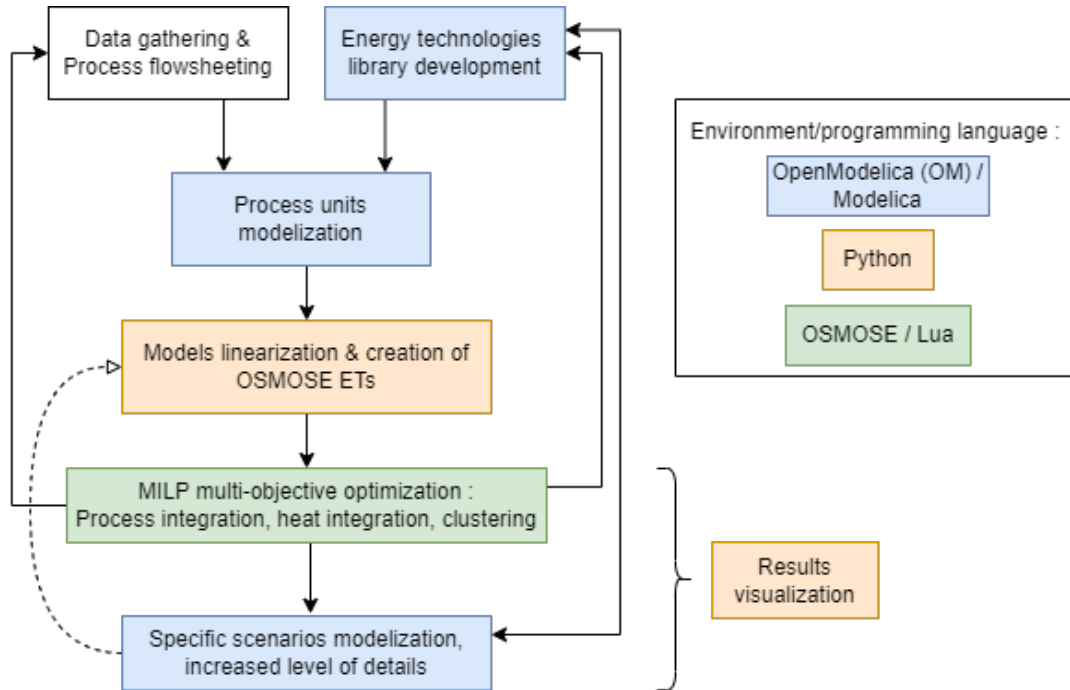 Data gathering &
Process flowsheeting
Energy technologies
library development
Process units
modelization
Models linearization & creation of
OSMOSE ETs
MILP multi-objective optimization :
Process integration, heat integration, clustering
Specific scenarios modelization,
increased level of details
Environment/programming language :
OpenModelica (OM) /
Modelica
Python
OSMOSE / Lua
Results
visualization